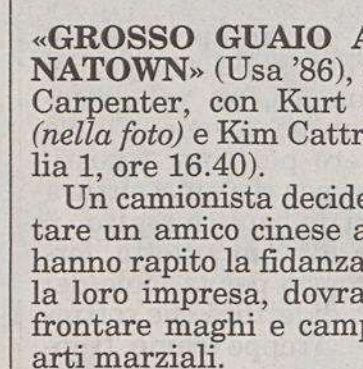 «GROSSO GUAIO A
NATOWN» (Usa '86),
Carpenter, con Kurt
(nella foto) e Kim Cattr
lia 1, ore 16.40).
Un camionista decide
tare un amico cinese a
hanno rapito la fidanza
la loro impresa, dovra
frontare maghi e camp
arti marziali.